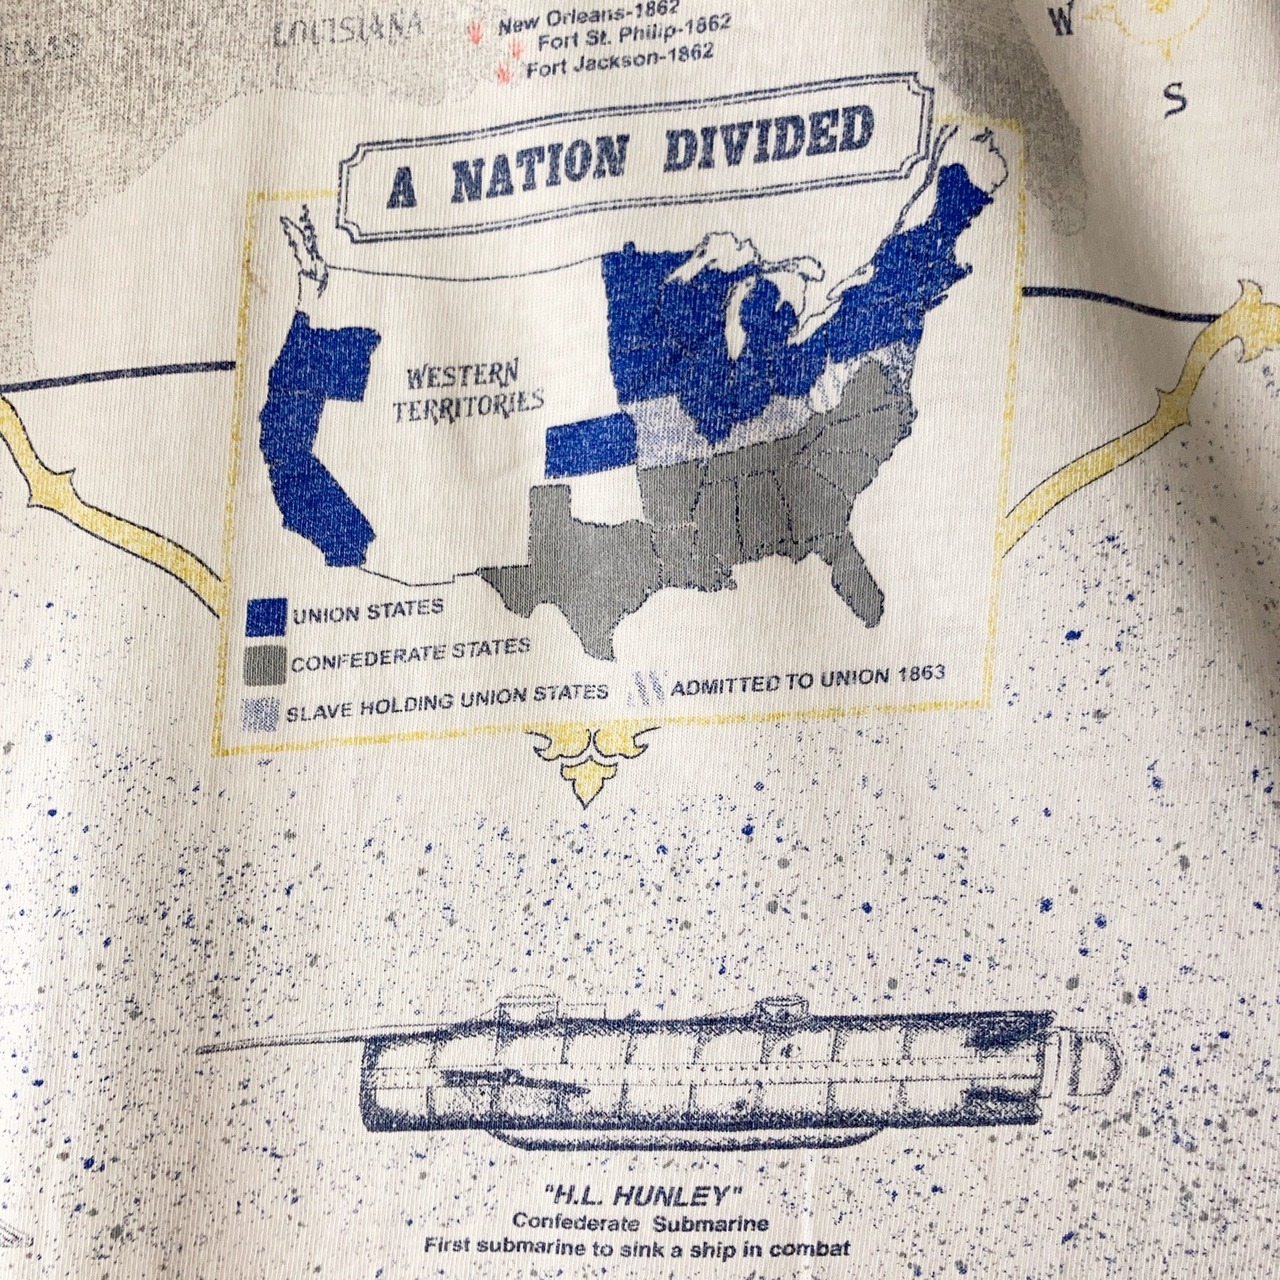 TEXAS
LOUISIANA
New Orleans-1862
Fort St. Philip-1862
Fort Jackson-1862
W
S
A NATION DIVIDED
WESTERN
TERRITORIES
UNION STATES
CONFEDERATE STATES
SLAVE HOLDING UNION STATES
ADMITTED TO UNION 1863
"H.L. HUNLEY"
Confederate Submarine
First submarine to sink a ship in combat